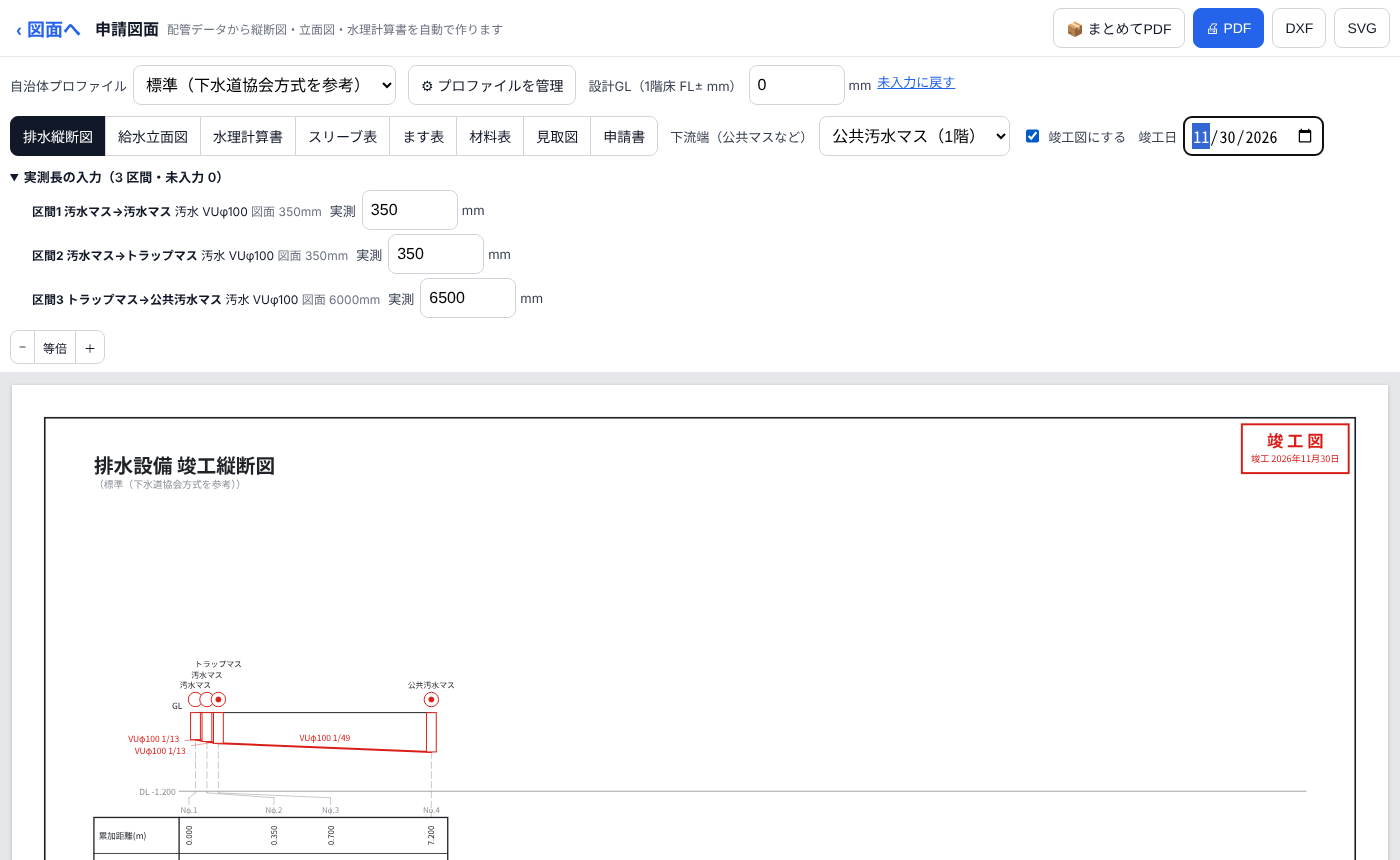 ‹ 図面へ 申請図面 配管データから縦断図・立面図・水理計算書を自動で作ります 📦 まとめてPDF 🖨 PDF DXF SVG
自治体プロファイル 標準（下水道協会方式を参考） ⚙ プロファイルを管理 設計GL（1階床 FL± mm） 0 mm 未入力に戻す
排水縦断図 給水立面図 水理計算書 スリーブ表 ます表 材料表 見取図 申請書 下流端（公共マスなど） 公共汚水マス（1階） 竣工図にする 竣工日 11/30/2026
▼ 実測長の入力（3 区間・未入力 0）
区間1 汚水マス→汚水マス 汚水 VUφ100 図面 350mm 実測 350 mm
区間2 汚水マス→トラップマス 汚水 VUφ100 図面 350mm 実測 350 mm
区間3 トラップマス→公共汚水マス 汚水 VUφ100 図面 6000mm 実測 6500 mm
− 等倍 ＋
竣工図
竣工 2026年11月30日
排水設備 竣工縦断図
（標準（下水道協会方式を参考））
トラップマス
汚水マス
汚水マス 公共汚水マス
GL
VUφ100 1/13 VUφ100 1/49
VUφ100 1/13
DL -1.200
No.1 No.2 No.3 No.4
累加距離(m) 0.000 0.350 0.700 7.200